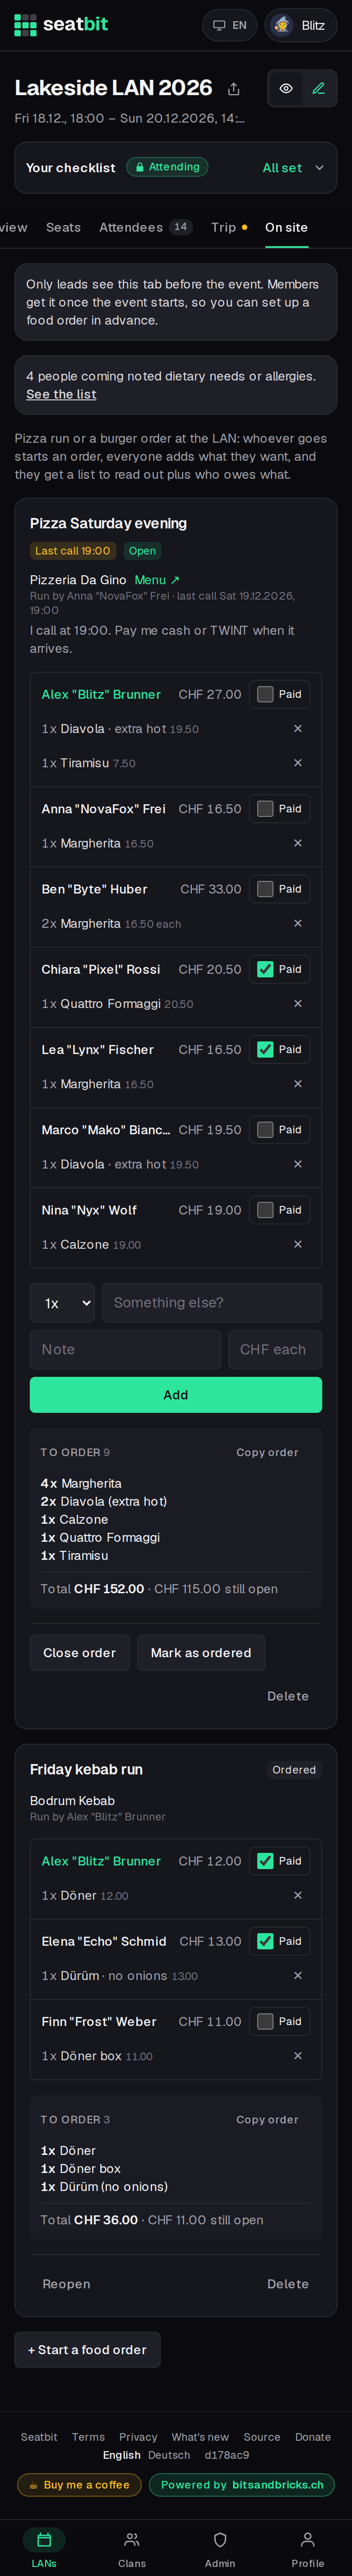 seatbit
EN
Blitz
Lakeside LAN 2026
Fri 18.12., 18:00 – Sun 20.12.2026, 14:…
Your checklist
Attending
All set
view
Seats
Attendees 14
Trip
On site
Only leads see this tab before the event. Members
get it once the event starts, so you can set up a
food order in advance.
4 people coming noted dietary needs or allergies.
See the list
Pizza run or a burger order at the LAN: whoever goes
starts an order, everyone adds what they want, and
they get a list to read out plus who owes what.
Pizza Saturday evening
Last call 19:00
Open
Pizzeria Da Gino Menu ↗
Run by Anna "NovaFox" Frei · last call Sat 19.12.2026,
19:00
I call at 19:00. Pay me cash or TWINT when it
arrives.
Alex "Blitz" Brunner CHF 27.00 Paid
1x Diavola · extra hot 19.50 ×
1x Tiramisu 7.50 ×
Anna "NovaFox" Frei CHF 16.50 Paid
1x Margherita 16.50 ×
Ben "Byte" Huber CHF 33.00 Paid
2x Margherita 16.50 each ×
Chiara "Pixel" Rossi CHF 20.50 Paid
1x Quattro Formaggi 20.50 ×
Lea "Lynx" Fischer CHF 16.50 Paid
1x Margherita 16.50 ×
Marco "Mako" Bianc… CHF 19.50 Paid
1x Diavola · extra hot 19.50 ×
Nina "Nyx" Wolf CHF 19.00 Paid
1x Calzone 19.00 ×
1x
Something else?
Note
CHF each
Add
TO ORDER 9
Copy order
4x Margherita
2x Diavola (extra hot)
1x Calzone
1x Quattro Formaggi
1x Tiramisu
Total CHF 152.00 · CHF 115.00 still open
Close order
Mark as ordered
Delete
Friday kebab run
Ordered
Bodrum Kebab
Run by Alex "Blitz" Brunner
Alex "Blitz" Brunner CHF 12.00 Paid
1x Döner 12.00 ×
Elena "Echo" Schmid CHF 13.00 Paid
1x Dürüm · no onions 13.00 ×
Finn "Frost" Weber CHF 11.00 Paid
1x Döner box 11.00 ×
TO ORDER 3
Copy order
1x Döner
1x Döner box
1x Dürüm (no onions)
Total CHF 36.00 · CHF 11.00 still open
Reopen
Delete
+ Start a food order
Seatbit Terms Privacy What's new Source Donate
English Deutsch d178ac9
Buy me a coffee
Powered by bitsandbricks.ch
LANs
Clans
Admin
Profile